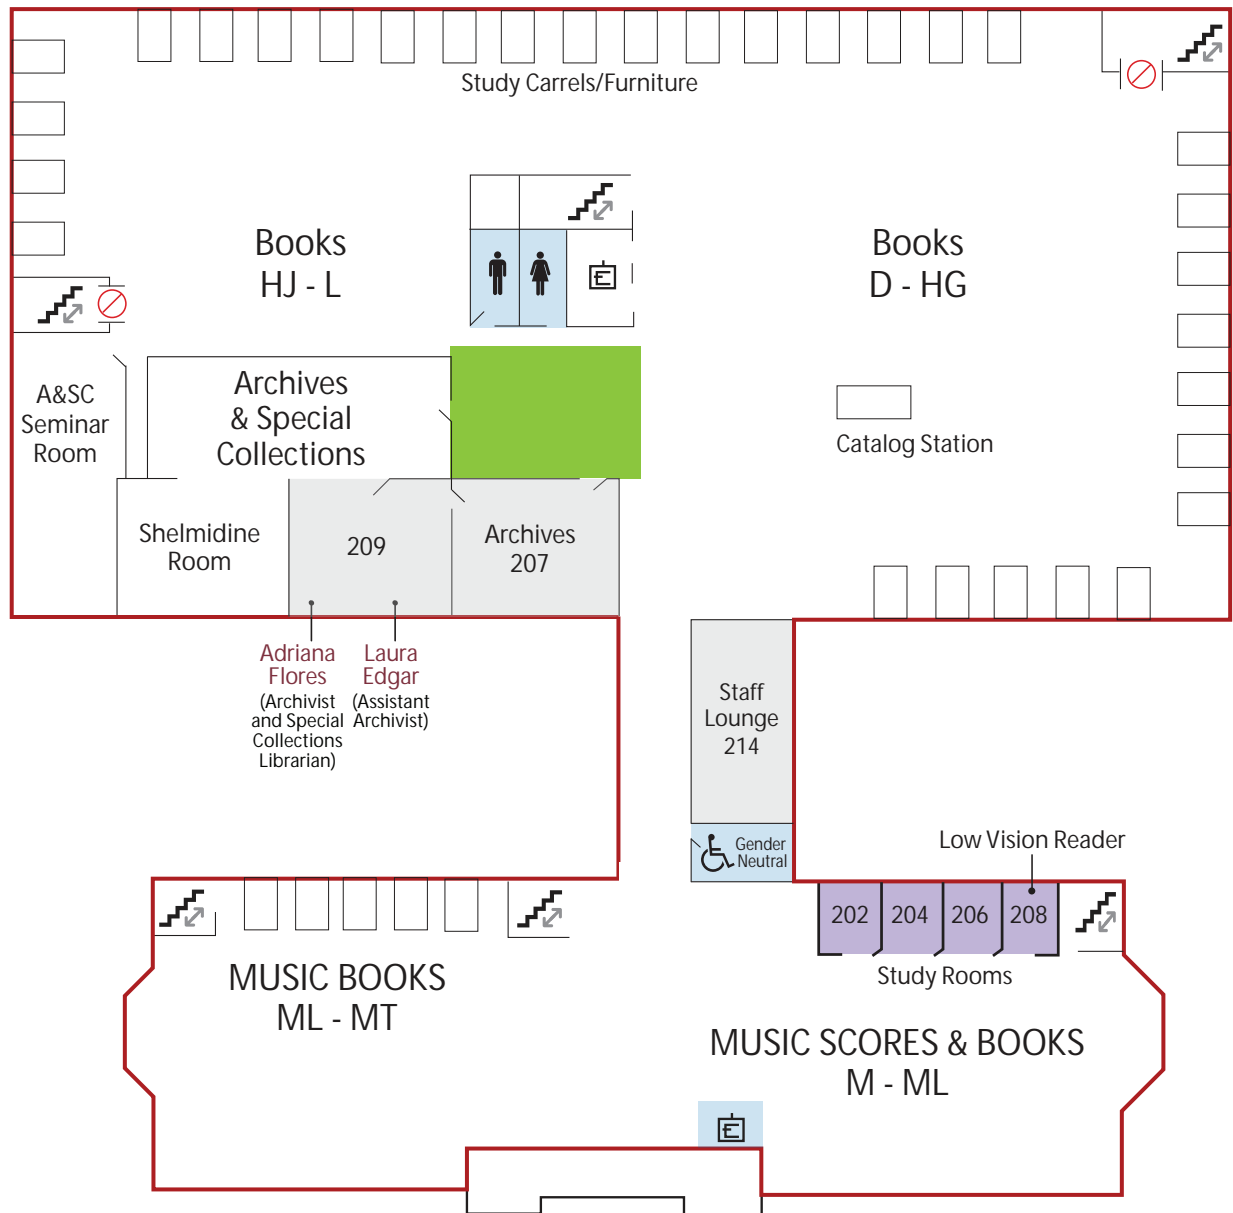 Study Carrels/Furniture
Books
HJ - L
Books
D - HG
A&SC
Seminar
Room
Archives
& Special
Collections
Catalog Station
Shelmidine
Room
209
Archives
207
Adriana
Flores
(Archivist
and Special
Collections
Librarian)
Laura
Edgar
(Assistant
Archivist)
Staff
Lounge
214
Gender
Neutral
Low Vision Reader
202
204
206
208
Study Rooms
MUSIC BOOKS
ML - MT
MUSIC SCORES & BOOKS
M - ML